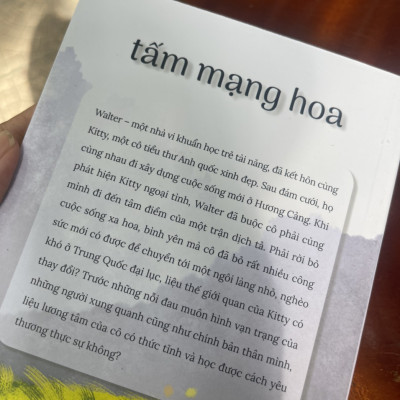 tấm mạng hoa
Walter – một nhà vi khuẩn học trẻ tài năng, đã kết hôn cùng
Kitty, một cô tiểu thư Anh quốc xinh đẹp. Sau đám cưới, họ
cùng nhau đi xây dựng cuộc sống mới ở Hương Cảng. Khi
phát hiện Kitty ngoại tình, Walter đã buộc cô phải cùng
mình đi đến tâm điểm của một trận dịch tả. Phải rời bỏ
cuộc sống xa hoa, bình yên mà cô đã bỏ rất nhiều công
sức mới có được để chuyển tới một ngôi làng nhỏ, nghèo
khó ở Trung Quốc đại lục, liệu thế giới quan của Kitty có
thay đổi? Trước những nỗi đau muôn hình vạn trạng của
những người xung quanh cũng như chính bản thân mình,
liệu lương tâm của cô có thức tỉnh và học được cách yêu
thương thực sự không?